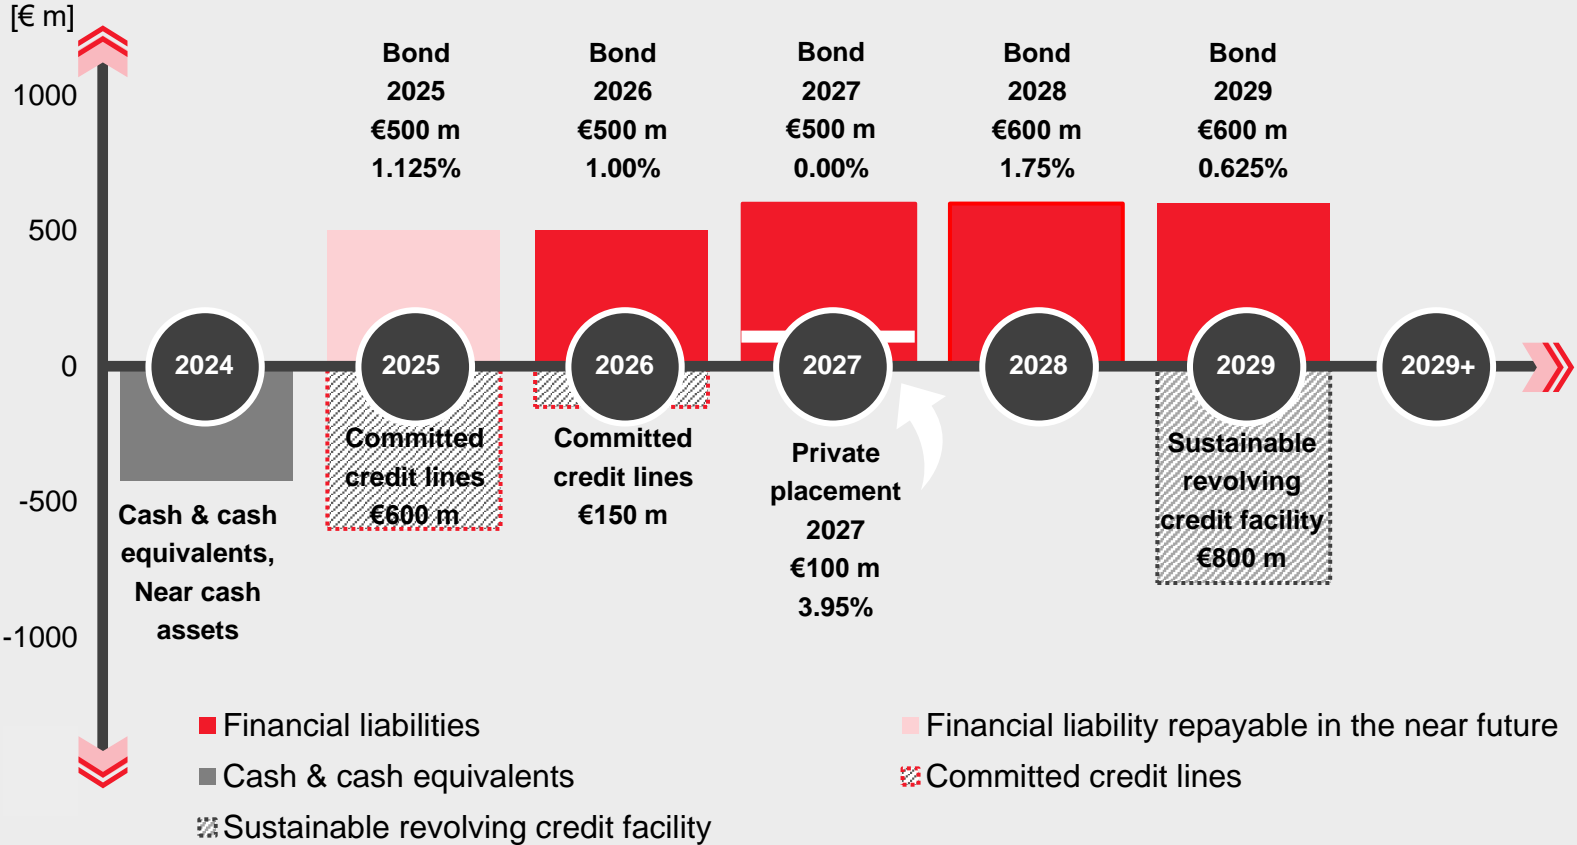 [€ m]
1000
500
0
-500
-1000
Bond
2025
€500 m
1.125%
Bond
2026
€500 m
1.00%
Bond
2027
€500 m
0.00%
Bond
2028
€600 m
1.75%
Bond
2029
€600 m
0.625%
2024
2025
2026
2027
2028
2029
2029+
Cash & cash
equivalents,
Near cash
assets
Committed
credit lines
€600 m
Committed
credit lines
€150 m
Private
placement
2027
€100 m
3.95%
Sustainable
revolving
credit facility
€800 m
Financial liabilities
Financial liability repayable in the near future
Cash & cash equivalents
Committed credit lines
Sustainable revolving credit facility